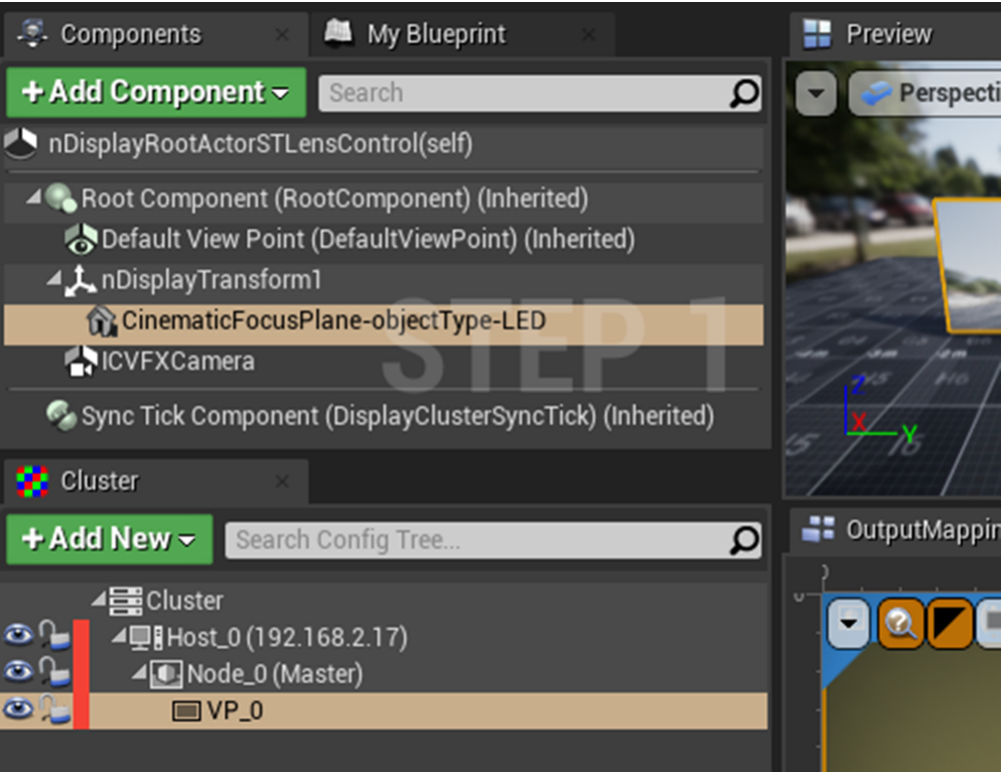 Components
My Blueprint
Preview
+Add Component
Search
Perspecti
nDisplayRootActorSTLensControl(self)
Root Component (RootComponent) (Inherited)
Default View Point (DefaultViewPoint) (Inherited)
nDisplayTransform1
CinematicFocusPlane-objectType-LED
STEP 1
ICVFXCamera
Sync Tick Component (DisplayClusterSyncTick) (Inherited)
Z
X
Y
Cluster
+Add New
Search Config Tree...
OutputMappin
Cluster
Host_0 (192.168.2.17)
Node_0 (Master)
VP_0